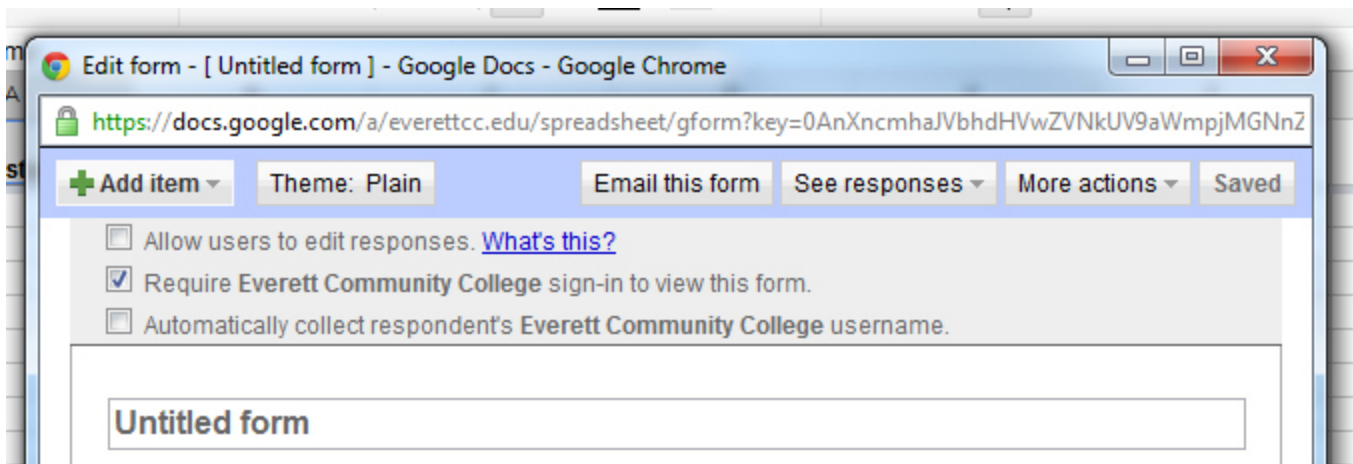 m
Edit form - [ Untitled form ] - Google Docs - Google Chrome
A
https://docs.google.com/a/everettcc.edu/spreadsheet/gform?key=0AnXncmhaJVbhdHVwZVNkUV9aWmpjMGNnZ
st
Add item Theme: Plain Email this form See responses More actions Saved
Allow users to edit responses. What's this?
Require Everett Community College sign-in to view this form.
Automatically collect respondent's Everett Community College username.
Untitled form